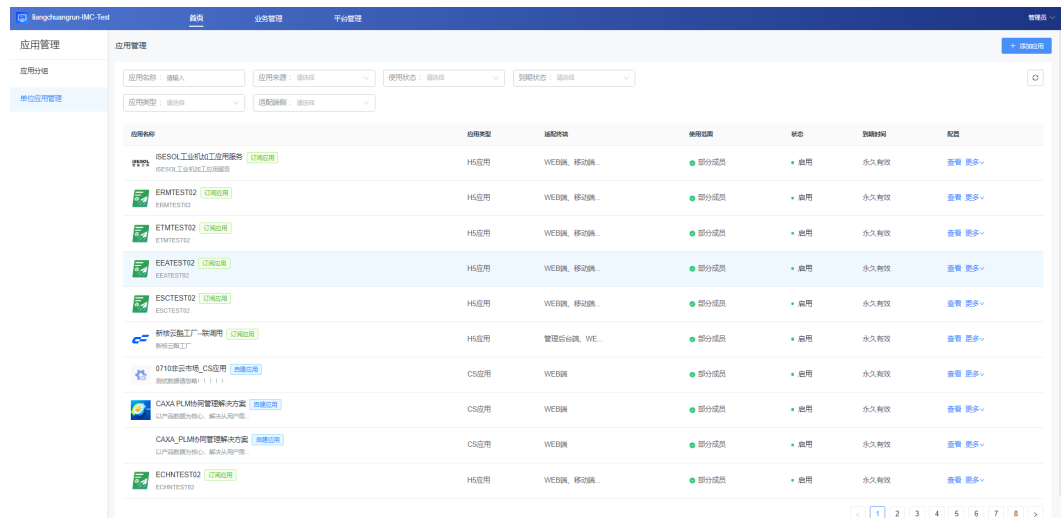 liangchuangrun-IMC-Test 首页 业务管理 平台管理 管理员
应用管理
应用分组
单位应用管理
应用管理 + 添加应用
应用名称： 请输入 应用来源： 请选择 使用状态： 请选择 到期状态： 请选择
应用类型： 请选择 适配端侧： 请选择
应用名称 应用类型 适配终端 使用范围 状态 到期时间 配置
iSESOL工业机加工应用服务 订阅应用
iSESOL工业机加工应用服务
H5应用 WEB端、移动端... 部分成员 启用 永久有效 查看 更多
ERMTEST02 订阅应用
ERMTEST02
H5应用 WEB端、移动端... 部分成员 启用 永久有效 查看 更多
ETMTEST02 订阅应用
ETMTEST02
H5应用 WEB端、移动端... 部分成员 启用 永久有效 查看 更多
EEATEST02 订阅应用
EEATEST02
H5应用 WEB端、移动端... 部分成员 启用 永久有效 查看 更多
ESCTEST02 订阅应用
ESCTEST02
H5应用 WEB端、移动端... 部分成员 启用 永久有效 查看 更多
新核云酷工厂--联调用 订阅应用
新核云酷工厂
H5应用 管理后台端、WE... 部分成员 启用 永久有效 查看 更多
0710非云市场_CS应用 自建应用
测试数据请忽略！！！！
CS应用 WEB端 部分成员 启用 永久有效 查看 更多
CAXA PLM协同管理解决方案 自建应用
以产品数据为核心，解决从用户需...
CS应用 WEB端 部分成员 启用 永久有效 查看 更多
CAXA_PLM协同管理解决方案 自建应用
以产品数据为核心，解决从用户需...
CS应用 WEB端 部分成员 启用 永久有效 查看 更多
ECHNTEST02 订阅应用
ECHNTEST02
H5应用 WEB端、移动端... 部分成员 启用 永久有效 查看 更多
< 1 2 3 4 5 6 7 8 >